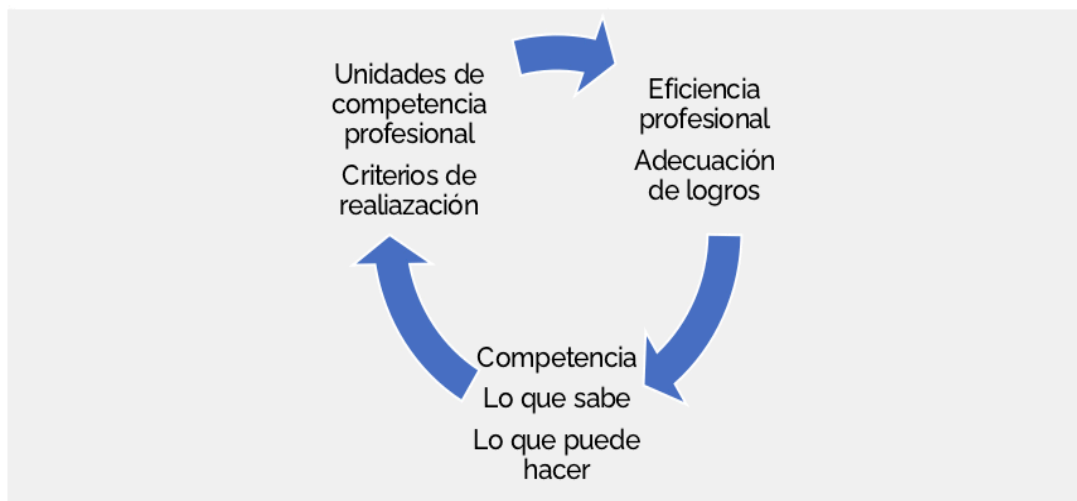 Unidades de
competencia
profesional
Criterios de
realiazación
Eficiencia
profesional
Adecuación
de logros
Competencia
Lo que sabe
Lo que puede
hacer